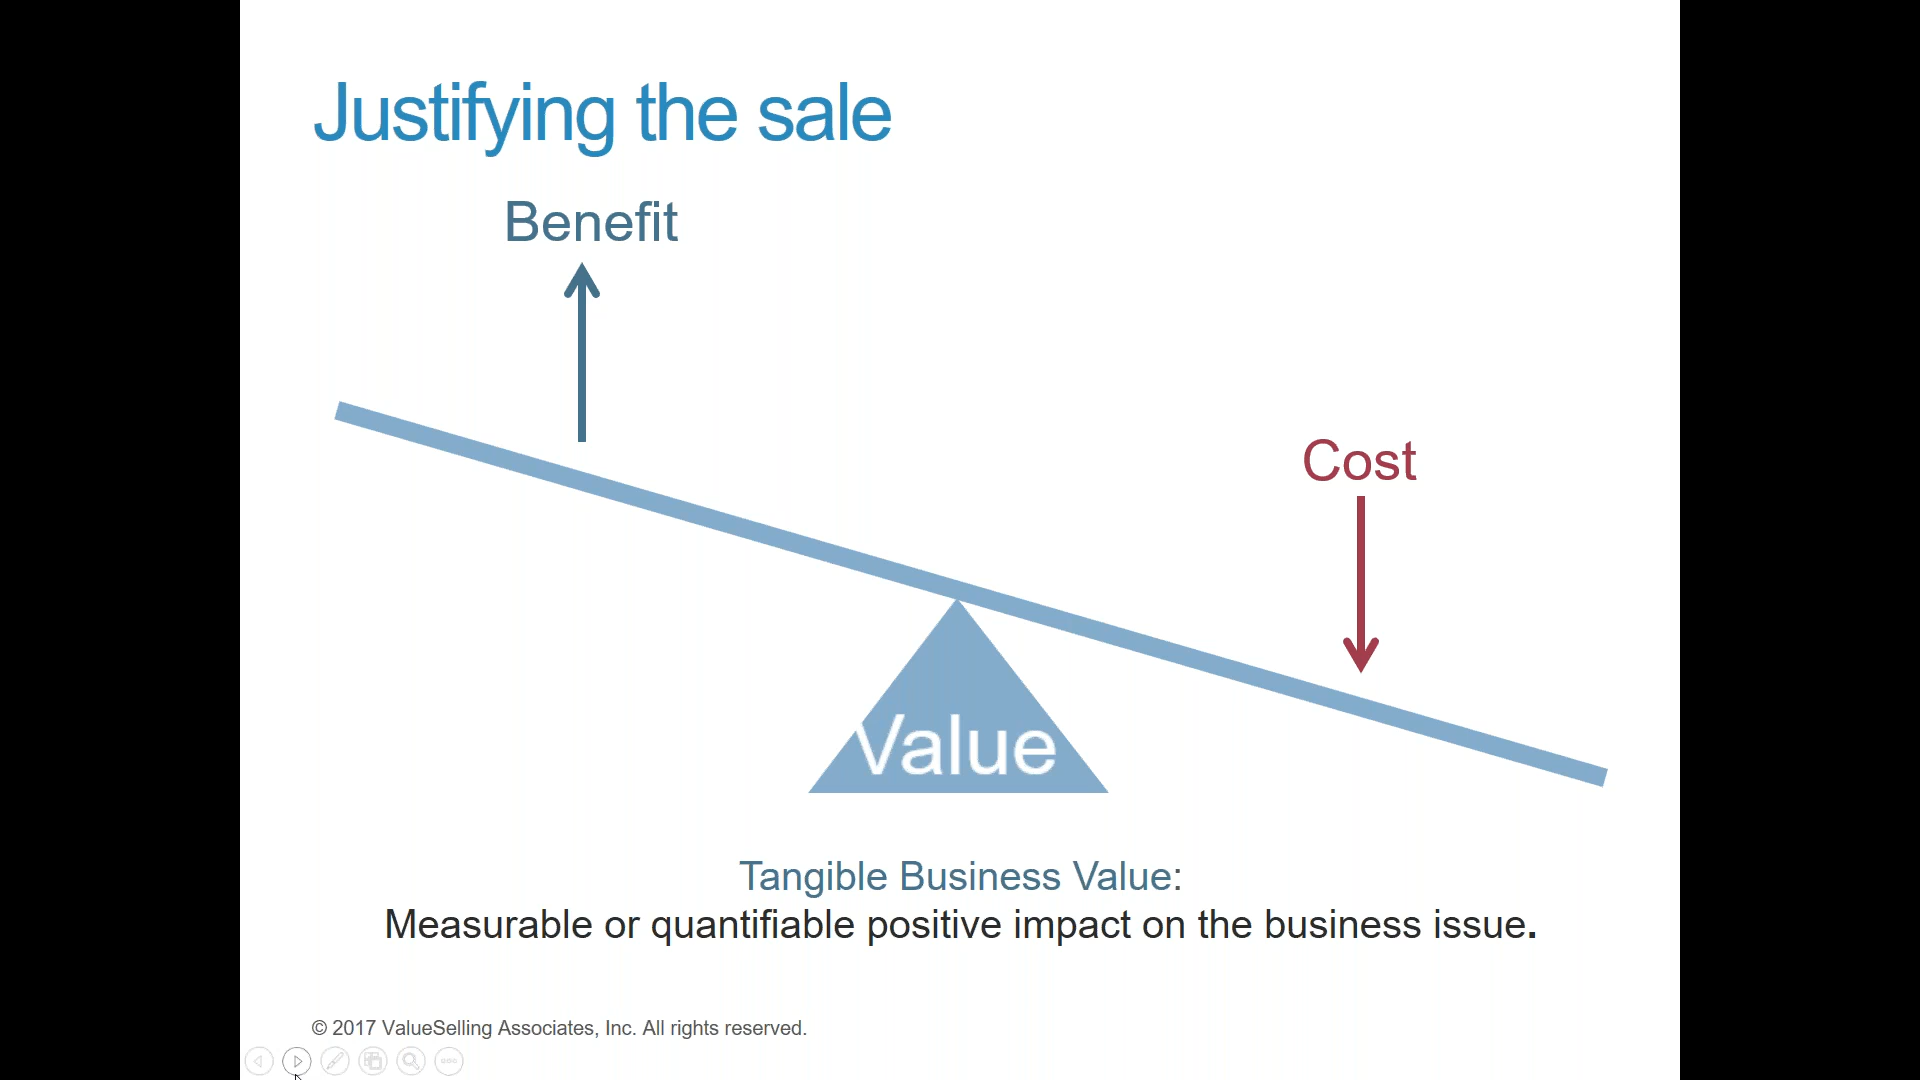 Justifying the sale
Benefit
Cost
Value
Tangible Business Value:
Measurable or quantifiable positive impact on the business issue.
© 2017 ValueSelling Associates, Inc. All rights reserved.